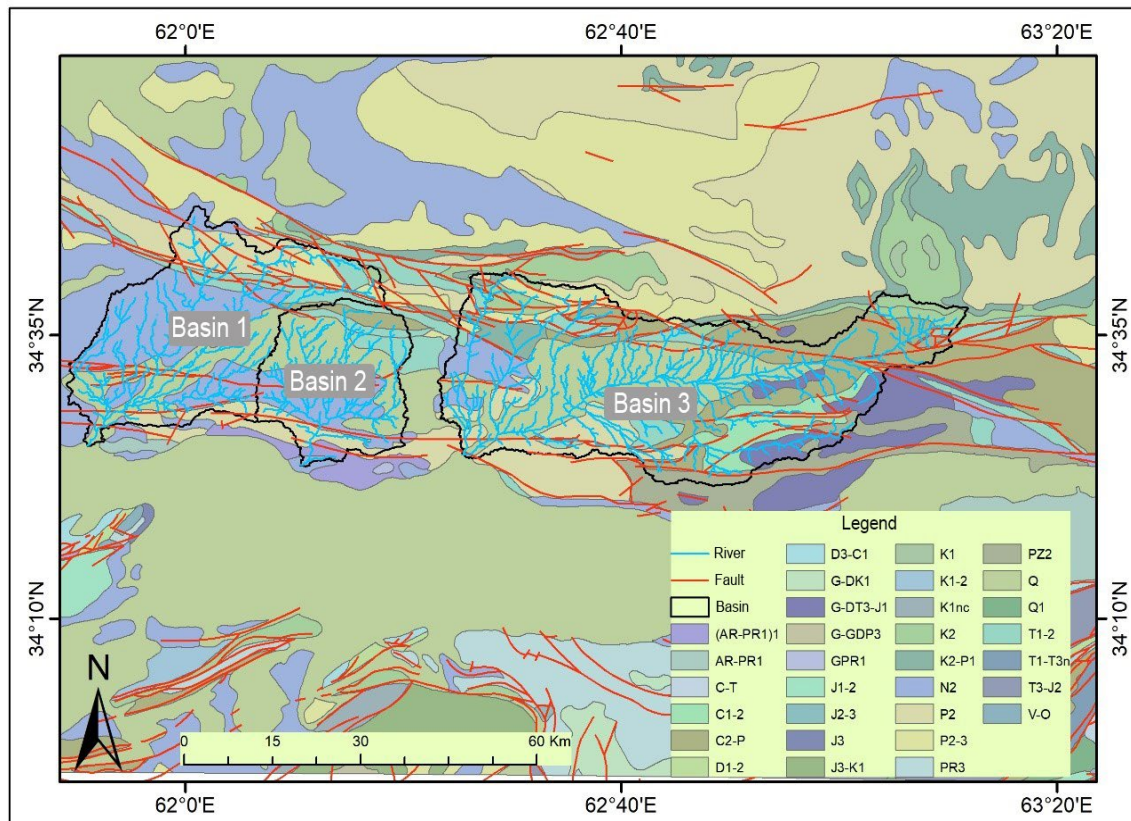 62°0'E 62°40'E 63°20'E
34°35'N 34°35'N
Basin 1
Basin 2
Basin 3
34°10'N 34°10'N
N
0 15 30 60 Km
Legend
River
Fault
Basin
(AR-PR1)1
AR-PR1
C-T
C1-2
C2-P
D1-2
D3-C1
G-DK1
G-DT3-J1
G-GDP3
GPR1
J1-2
J2-3
J3
J3-K1
K1
K1-2
K1nc
K2
K2-P1
N2
P2
P2-3
PR3
PZ2
Q
Q1
T1-2
T1-T3n
T3-J2
V-O
62°0'E 62°40'E 63°20'E